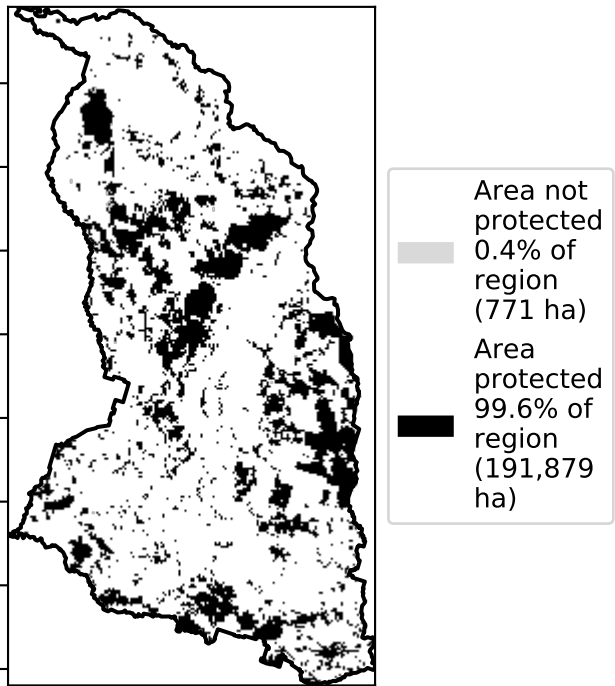 Area not
protected
0.4% of
region
(771 ha)
Area
protected
99.6% of
region
(191,879
ha)